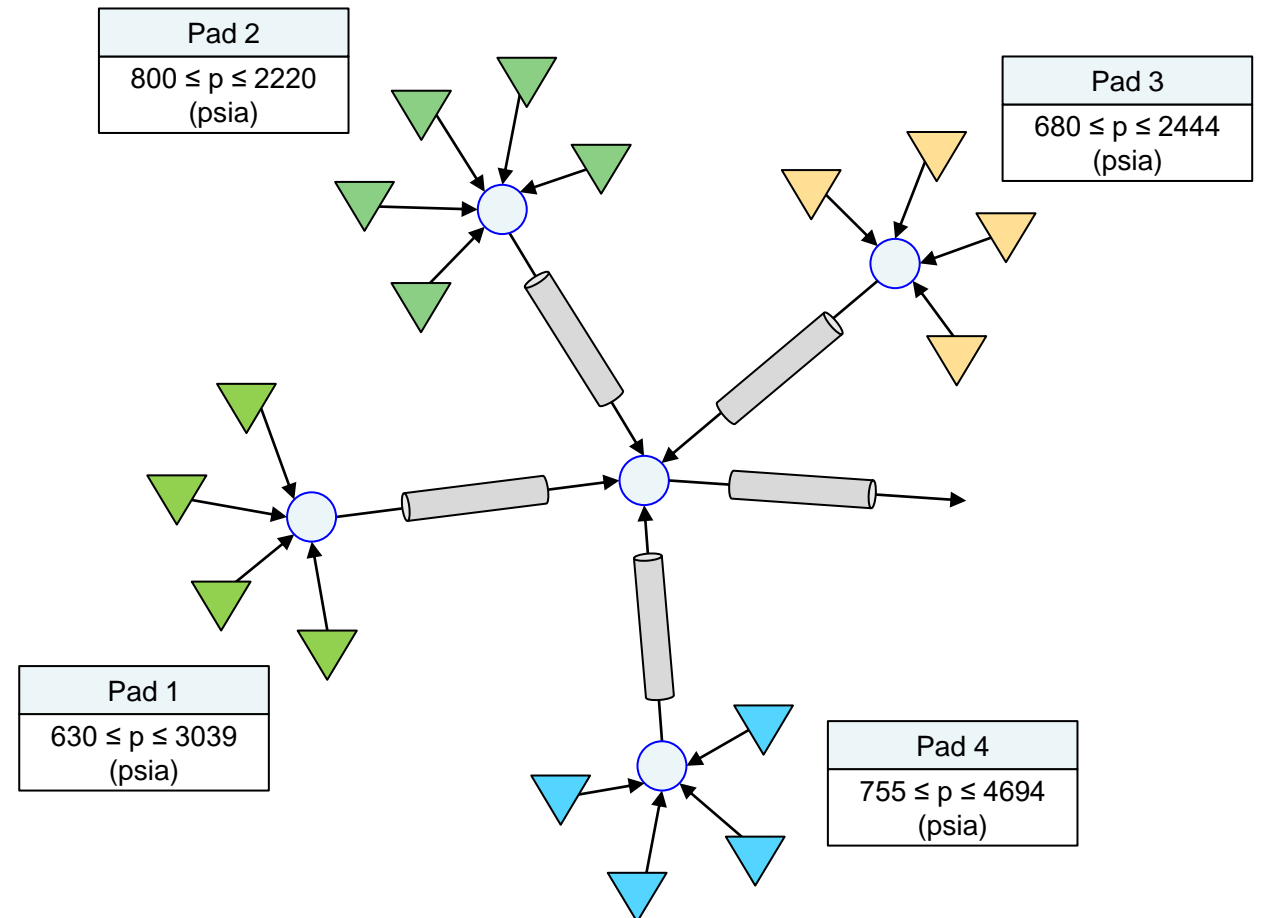 Pad 2
800 ≤ p ≤ 2220
(psia)
Pad 3
680 ≤ p ≤ 2444
(psia)
Pad 1
630 ≤ p ≤ 3039
(psia)
Pad 4
755 ≤ p ≤ 4694
(psia)